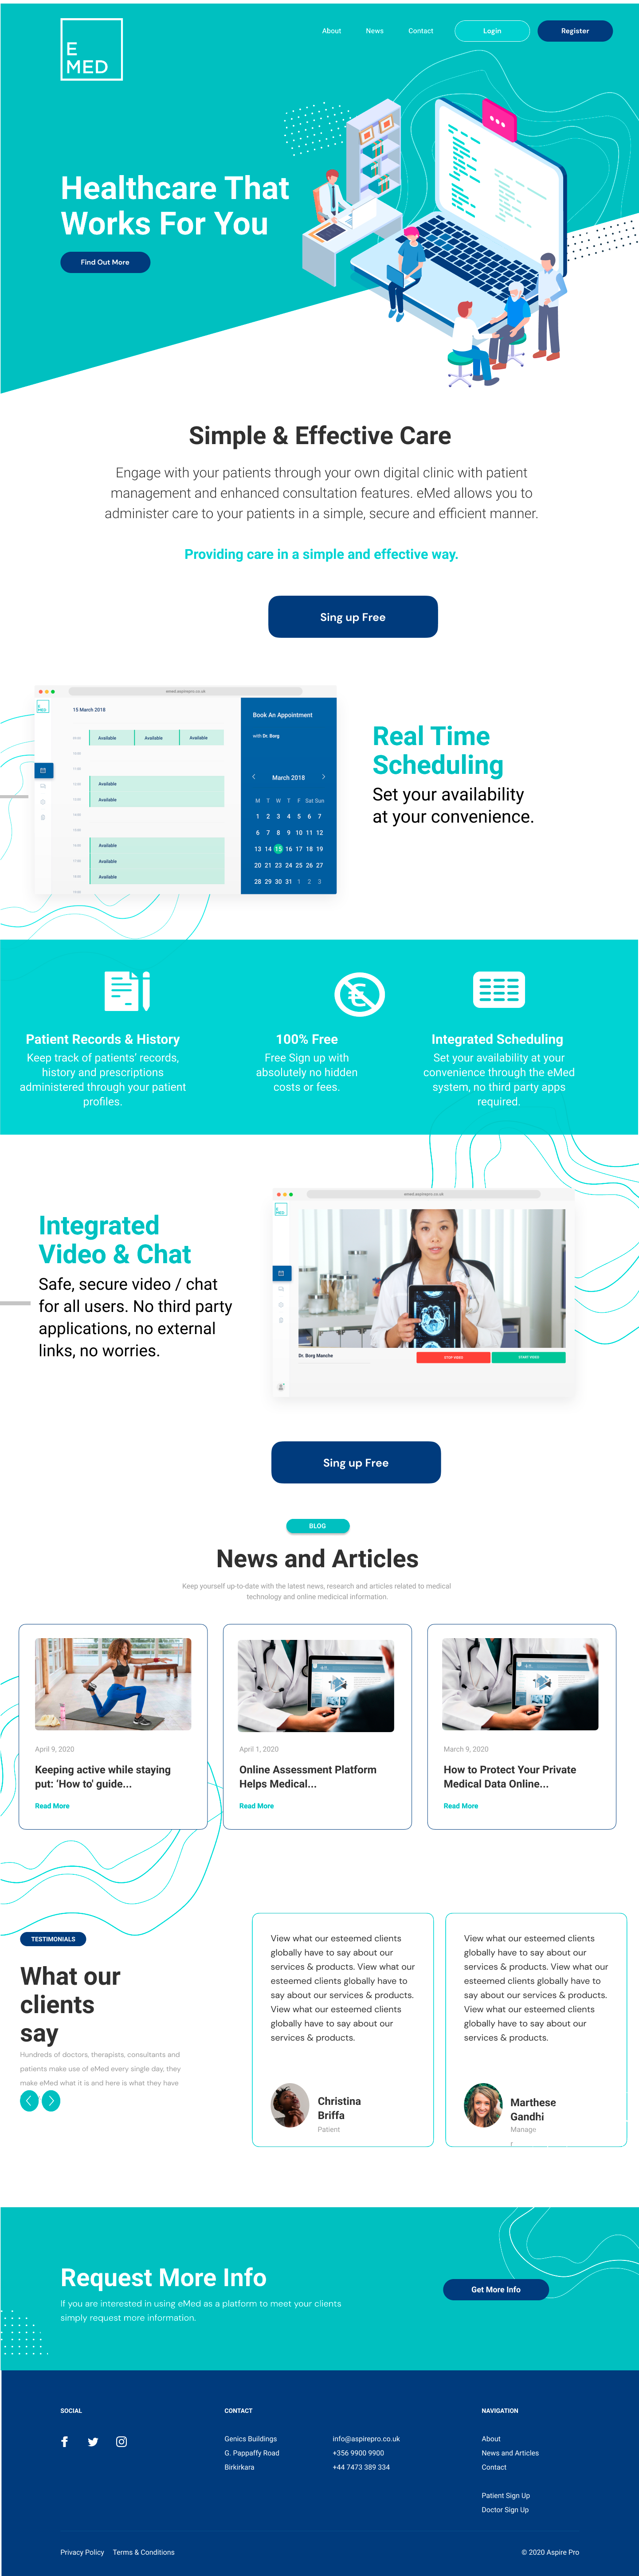 E
MED
About
News
Contact
Login
Register
Healthcare That
Works For You
Find Out More
Simple & Effective Care
Engage with your patients through your own digital clinic with patient
management and enhanced consultation features. eMed allows you to
administer care to your patients in a simple, secure and efficient manner.
Providing care in a simple and effective way.
Sing up Free
emed.aspirepro.co.uk
15 March 2018
Available
Available
Available
Available
Available
Available
Available
Available
Book An Appointment
with Dr. Borg
March 2018
M T W T F Sat Sun
1 2 3 4 5 6 7
6 7 8 9 10 11 12
13 14 15 16 17 18 19
20 21 23 24 25 26 27
28 29 30 31 1 2 3
Real Time
Scheduling
Set your availability
at your convenience.
Patient Records & History
Keep track of patients' records,
history and prescriptions
administered through your patient
profiles.
100% Free
Free Sign up with
absolutely no hidden
costs or fees.
Integrated Scheduling
Set your availability at your
convenience through the eMed
system, no third party apps
required.
Integrated
Video & Chat
Safe, secure video / chat
for all users. No third party
applications, no external
links, no worries.
emed.aspirepro.co.uk
Dr. Borg Manche
STOP VIDEO
START VIDEO
Sing up Free
BLOG
News and Articles
Keep yourself up-to-date with the latest news, research and articles related to medical
technology and online medicical information.
April 9, 2020
Keeping active while staying
put: ‘How to' guide...
Read More
April 1, 2020
Online Assessment Platform
Helps Medical...
Read More
March 9, 2020
How to Protect Your Private
Medical Data Online...
Read More
TESTIMONIALS
What our
clients
say
Hundreds of doctors, therapists, consultants and
patients make use of eMed every single day, they
make eMed what it is and here is what they have
View what our esteemed clients
globally have to say about our
services & products. View what our
esteemed clients globally have to
say about our services & products.
View what our esteemed clients
globally have to say about our
services & products.
Christina
Briffa
Patient
View what our esteemed clients
globally have to say about our
services & products. View what our
esteemed clients globally have to
say about our services & products.
View what our esteemed clients
globally have to say about our
services & products.
Marthese
Gandhi
Manage
r
Request More Info
If you are interested in using eMed as a platform to meet your clients
simply request more information.
Get More Info
SOCIAL
CONTACT
Genics Buildings
G. Pappaffy Road
Birkirkara
info@aspirepro.co.uk
+356 9900 9900
+44 7473 389 334
NAVIGATION
About
News and Articles
Contact
Patient Sign Up
Doctor Sign Up
Privacy Policy
Terms & Conditions
© 2020 Aspire Pro